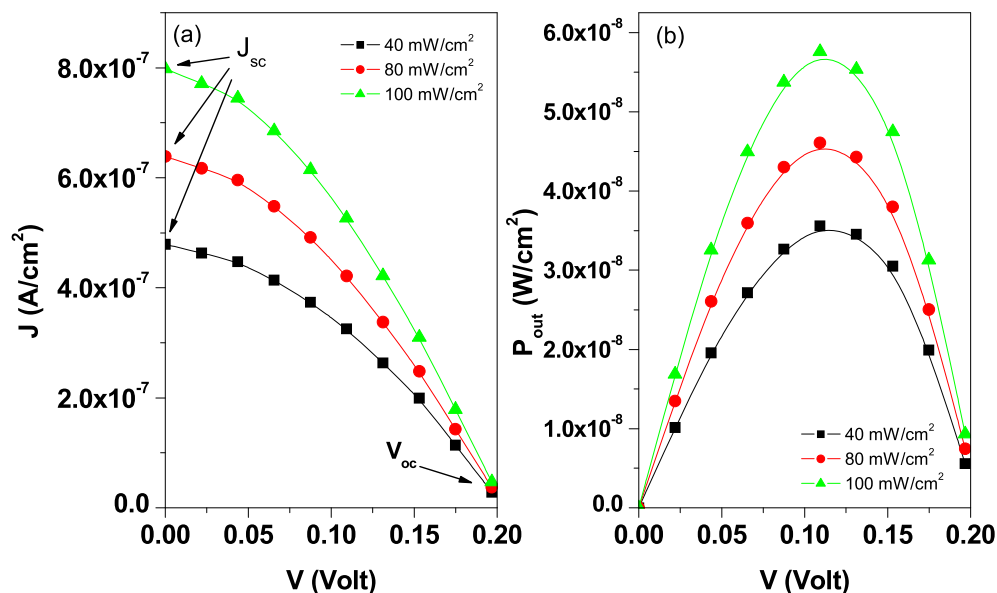 (a)
J_sc
40 mW/cm²
80 mW/cm²
100 mW/cm²
8.0x10⁻⁷
6.0x10⁻⁷
4.0x10⁻⁷
2.0x10⁻⁷
0.0
J (A/cm²)
V_oc
0.00 0.05 0.10 0.15 0.20
V (Volt)
(b)
6.0x10⁻⁸
5.0x10⁻⁸
4.0x10⁻⁸
3.0x10⁻⁸
2.0x10⁻⁸
1.0x10⁻⁸
0.0
P_out (W/cm²)
40 mW/cm²
80 mW/cm²
100 mW/cm²
0.00 0.05 0.10 0.15 0.20
V (Volt)